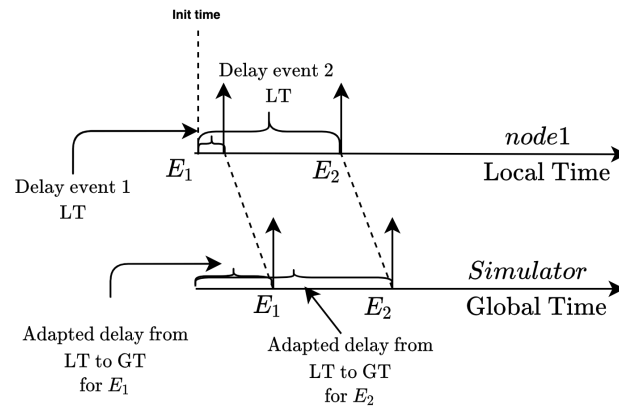 Init time
Delay event 2
LT
node1
E1
E2
Local Time
Delay event 1
LT
Simulator
E1
E2
Global Time
Adapted delay from
LT to GT
for E1
Adapted delay from
LT to GT
for E2